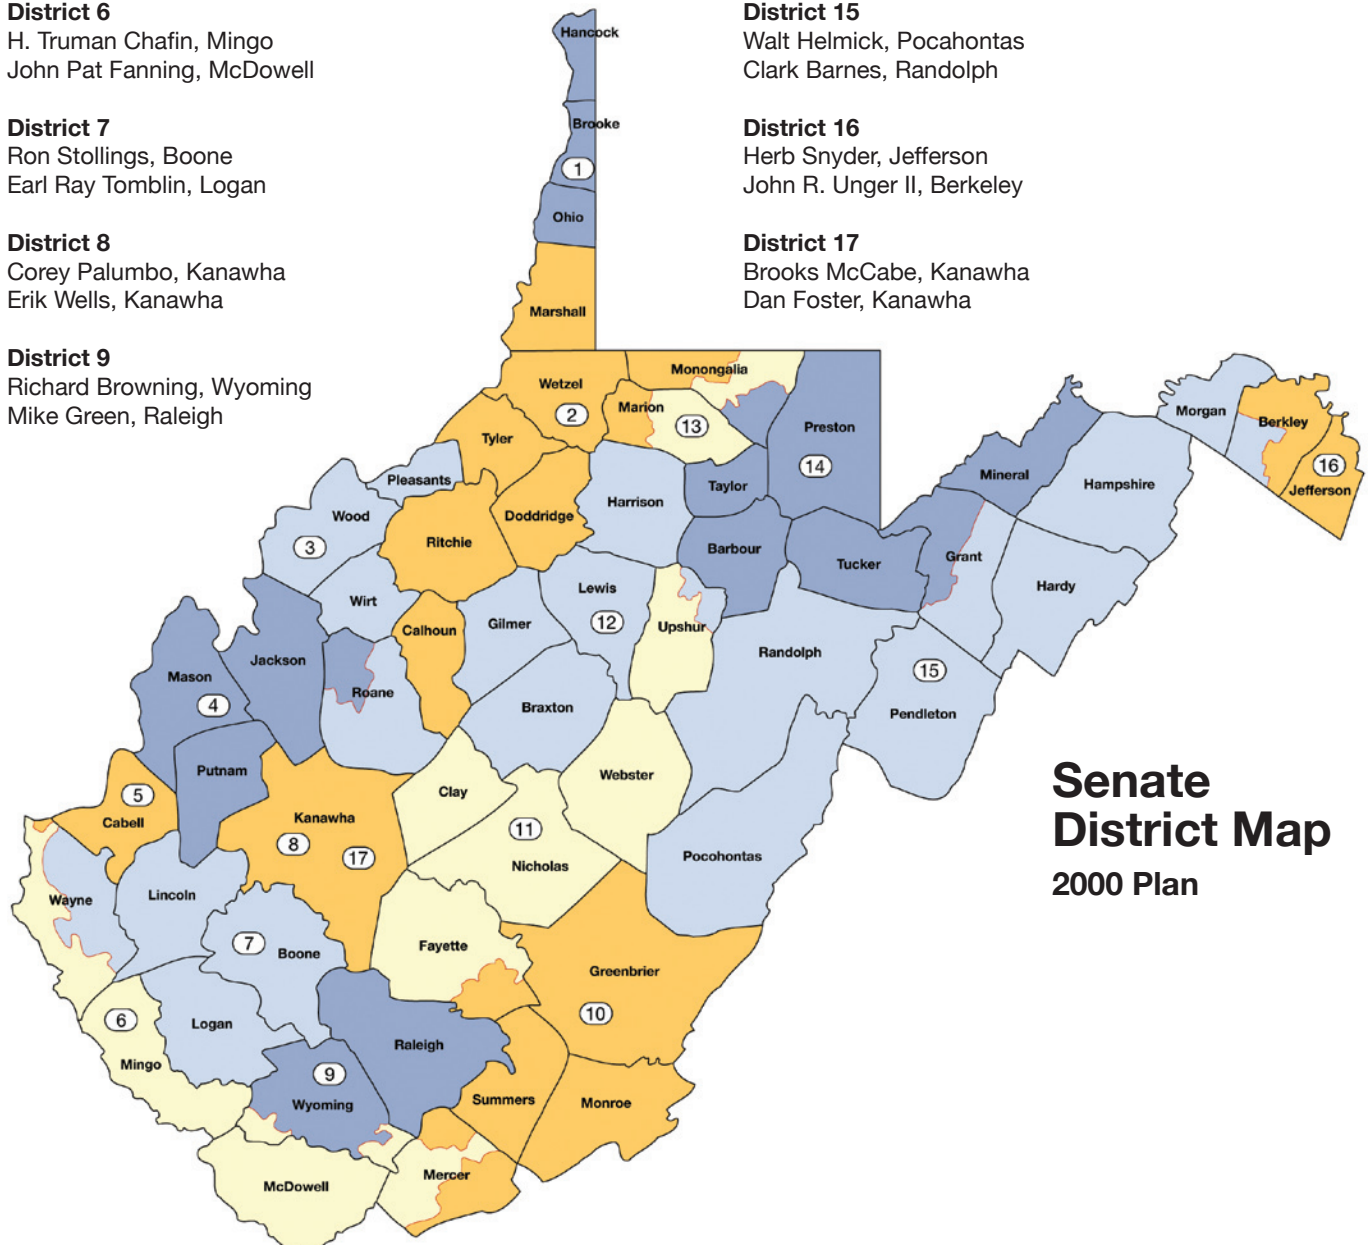 District 6
H. Truman Chafin, Mingo
John Pat Fanning, McDowell
District 7
Ron Stollings, Boone
Earl Ray Tomblin, Logan
District 8
Corey Palumbo, Kanawha
Erik Wells, Kanawha
District 9
Richard Browning, Wyoming
Mike Green, Raleigh
District 15
Walt Helmick, Pocahontas
Clark Barnes, Randolph
District 16
Herb Snyder, Jefferson
John R. Unger II, Berkeley
District 17
Brooks McCabe, Kanawha
Dan Foster, Kanawha
Hancock
Brooke
1
Ohio
Marshall
Wetzel
2
Monongalia
Marion
13
Preston
14
Tyler
Pleasants
Taylor
Harrison
Doddridge
Wood
3
Ritchie
Barbour
Tucker
Mineral
Grant
Hampshire
Hardy
Morgan
Berkley
16
Jefferson
Wirt
Calhoun
Gilmer
Lewis
12
Upshur
Randolph
15
Pendleton
Mason
4
Jackson
Roane
Braxton
Putnam
5
Cabell
Kanawha
8
17
Clay
Webster
11
Nicholas
Pocohontas
Wayne
Lincoln
7
Boone
Fayette
Greenbrier
10
6
Mingo
Logan
Raleigh
9
Wyoming
Summers
Monroe
McDowell
Mercer
Senate
District Map
2000 Plan